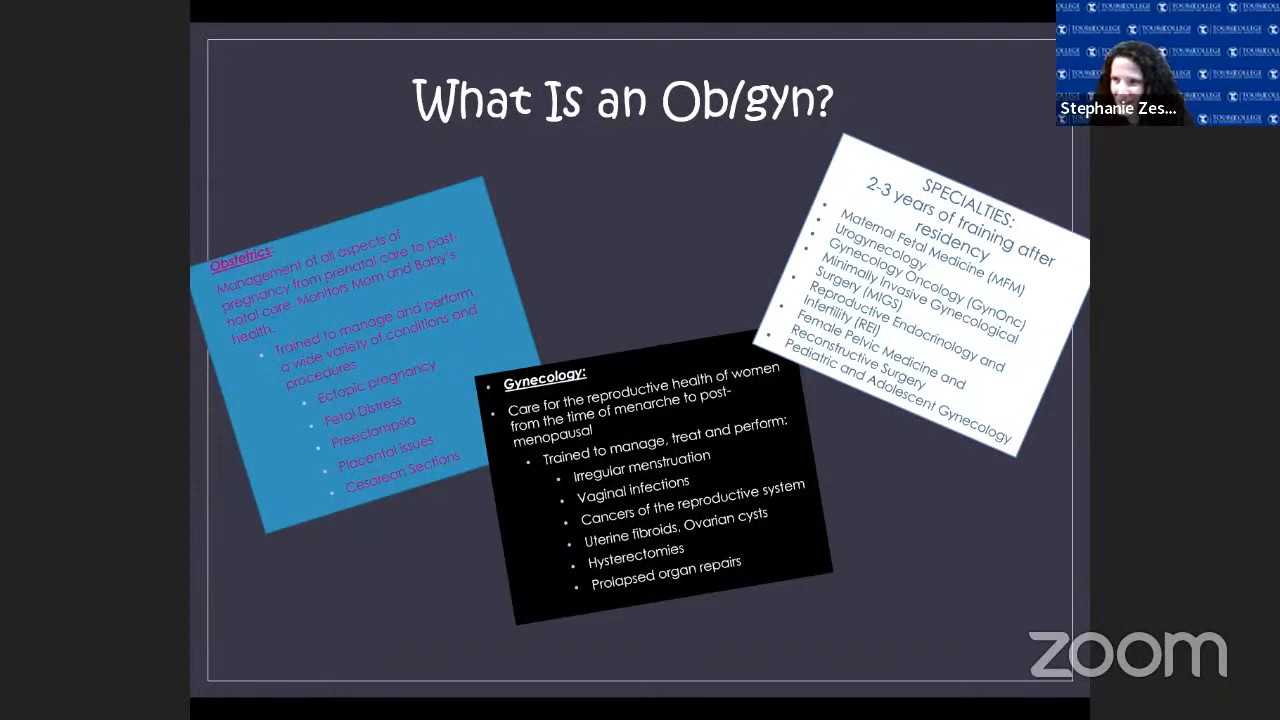 What Is an Ob/gyn?
Obstetrics:
Management of all aspects of
pregnancy from prenatal care to post-
natal care. Monitors Mom and Baby's
health.
• Trained to manage and perform
a wide variety of conditions and
procedures
• Ectopic pregnancy
• Fetal Distress
• Preeclampsia
• Placental issues
• Cesarean Sections
• Gynecology:
• Care for the reproductive health of women
from the time of menarche to post-
menopausal
• Trained to manage, treat and perform:
• Irregular menstruation
• Vaginal infections
• Cancers of the reproductive system
• Uterine fibroids, Ovarian cysts
• Hysterectomies
• Prolapsed organ repairs
SPECIALTIES:
2-3 years of training after
residency
• Maternal Fetal Medicine (MFM)
• Urogynecology
• Gynecology Oncology (GynOnc)
• Minimally Invasive Gynecological
Surgery (MIGS)
• Reproductive Endocrinology and
Infertility (REI)
• Female Pelvic Medicine and
Reconstructive Surgery
• Pediatric and Adolescent Gynecology
Stephanie Zes...
TOURO COLLEGE
zoom